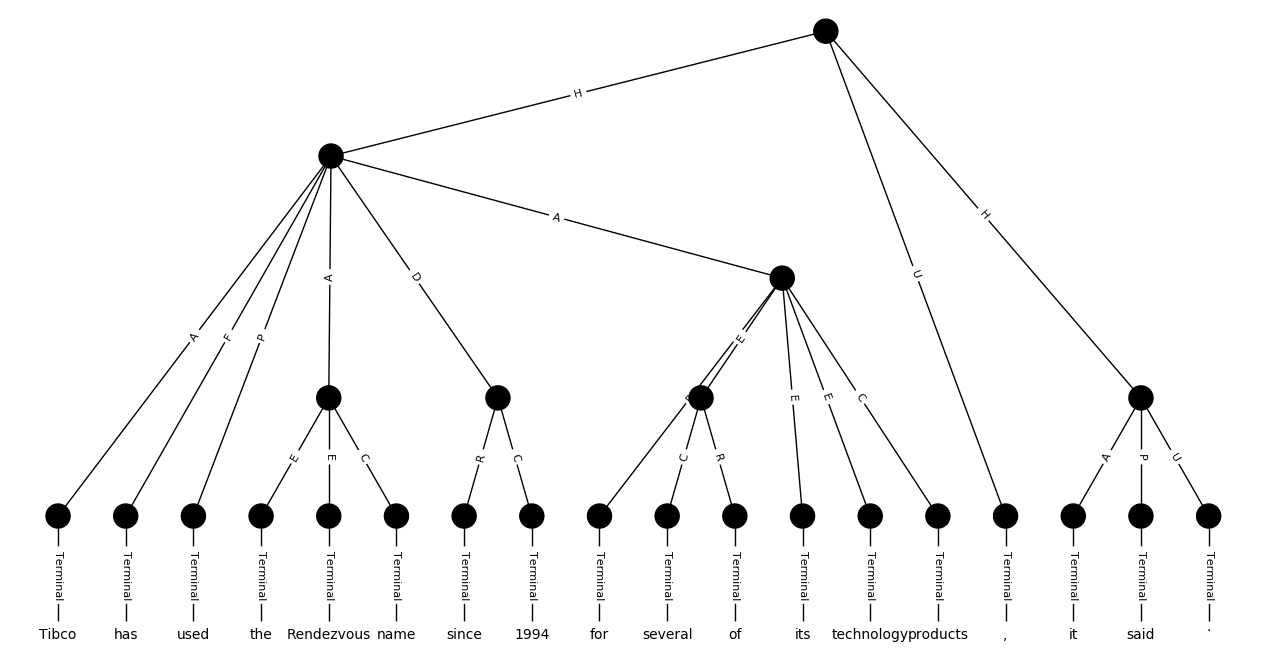 H
A
H
U
A
D
E
A
F
P
E
E
C
E
E
C
R
C
C
R
A
P
U
Terminal Terminal Terminal Terminal Terminal Terminal Terminal Terminal Terminal Terminal Terminal Terminal Terminal Terminal Terminal Terminal Terminal Terminal
Tibco has used the Rendezvous name since 1994 for several of its technology products , it said .